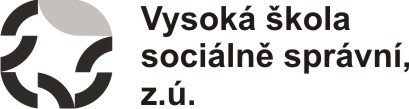 Vysoká škola
sociálně správní,
z.ú.